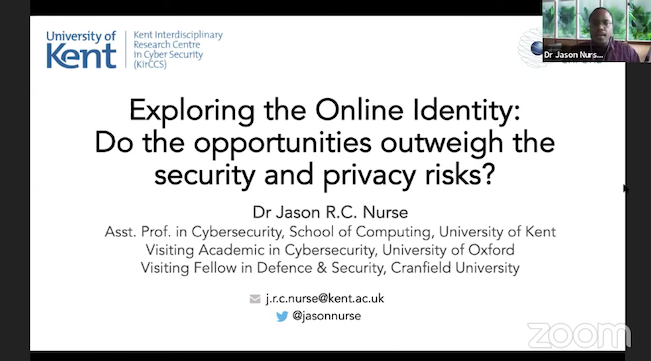 University of
Kent
Kent Interdisciplinary
Research Centre
in Cyber Security
(KirCCS)
Dr Jason Nurs...
Exploring the Online Identity:
Do the opportunities outweigh the
security and privacy risks?
Dr Jason R.C. Nurse
Asst. Prof. in Cybersecurity, School of Computing, University of Kent
Visiting Academic in Cybersecurity, University of Oxford
Visiting Fellow in Defence & Security, Cranfield University
j.r.c.nurse@kent.ac.uk
@jasonnurse
zoom